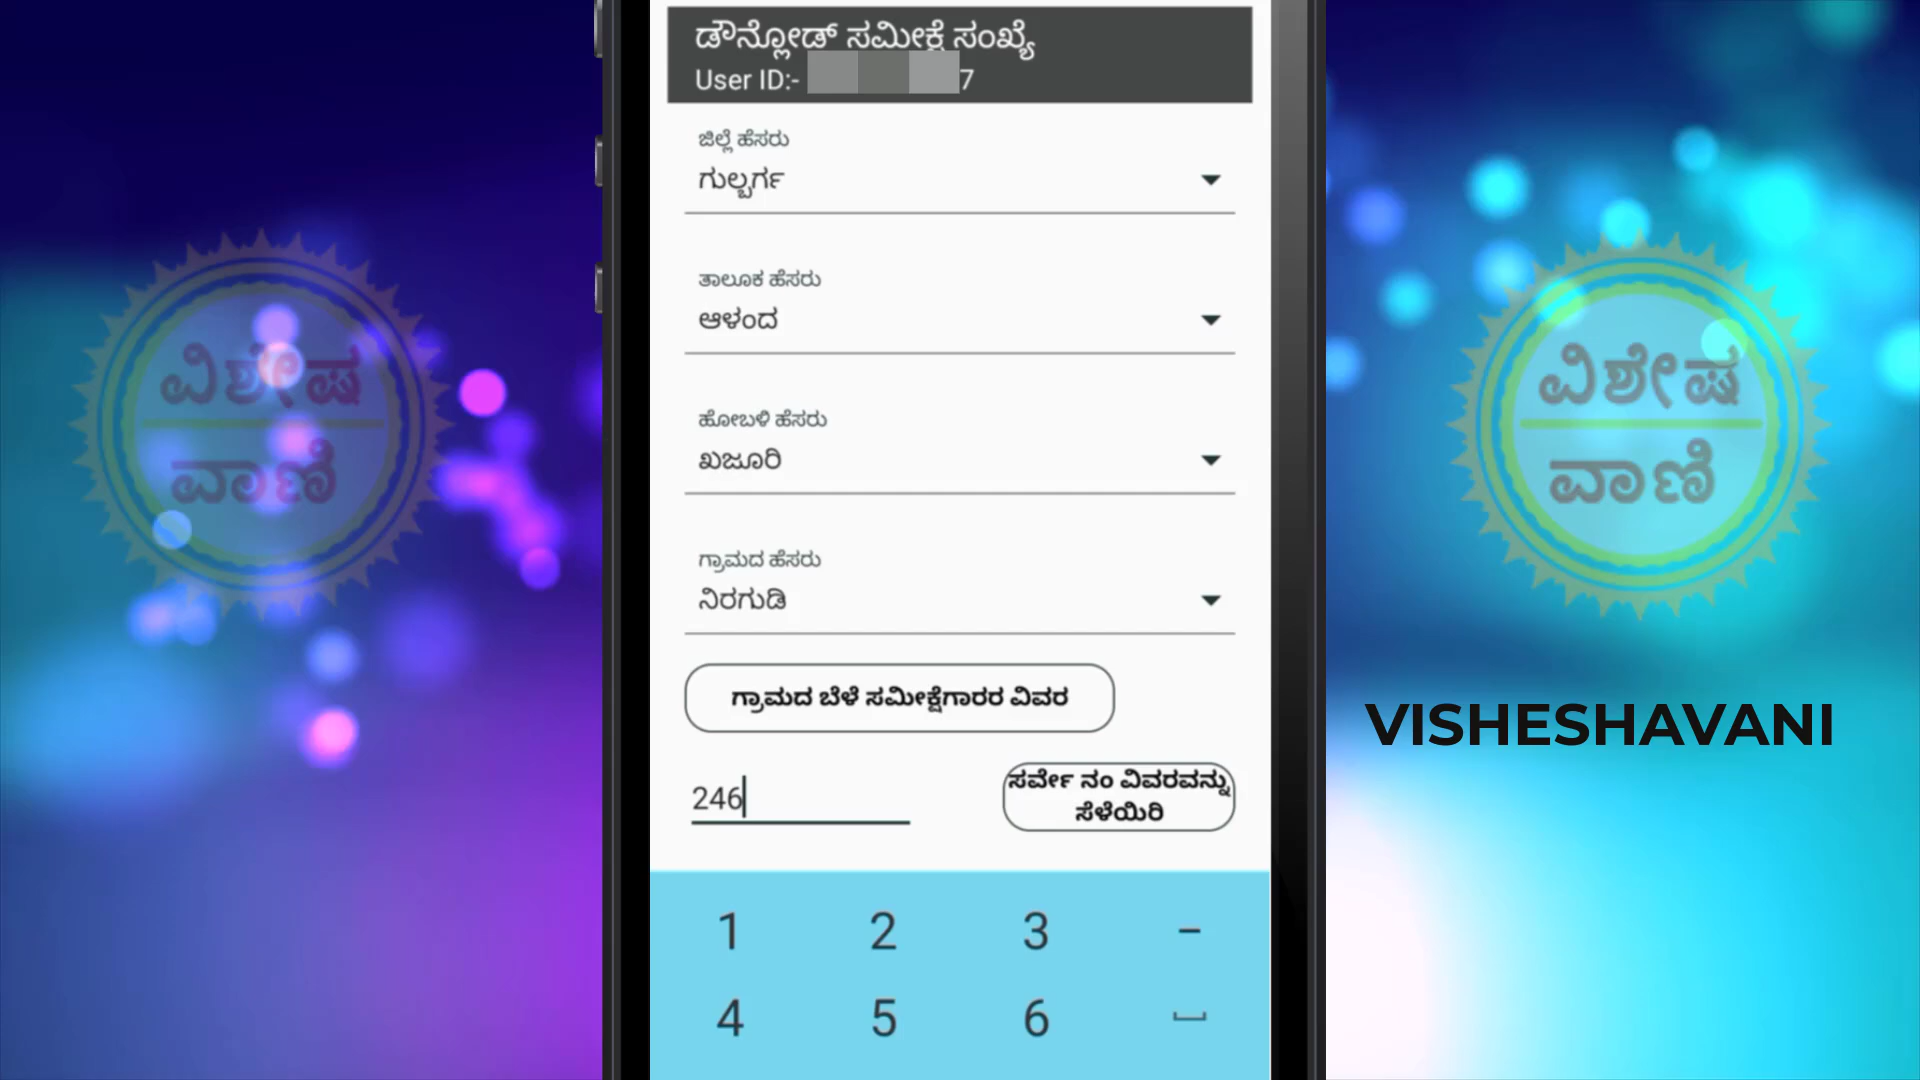 ಡೌನ್ಲೋಡ್ ಸಮೀಕ್ಷೆ ಸಂಖ್ಯೆ
User ID:- 7
ಜಿಲ್ಲೆ ಹೆಸರು
ಗುಲ್ಬರ್ಗ
ತಾಲೂಕ ಹೆಸರು
ಆಳಂದ
ಹೋಬಳಿ ಹೆಸರು
ಖಜೂರಿ
ಗ್ರಾಮದ ಹೆಸರು
ನಿರಗುಡಿ
ಗ್ರಾಮದ ಬೆಳೆ ಸಮೀಕ್ಷೆಗಾರರ ವಿವರ
246
ಸರ್ವೇ ನಂ ವಿವರವನ್ನು
ಸೆಳೆಯಿರಿ
1 2 3 -
4 5 6
ವಿಶೇಷ
ವಾಣಿ
ವಿಶೇಷ
ವಾಣಿ
VISHESHAVANI